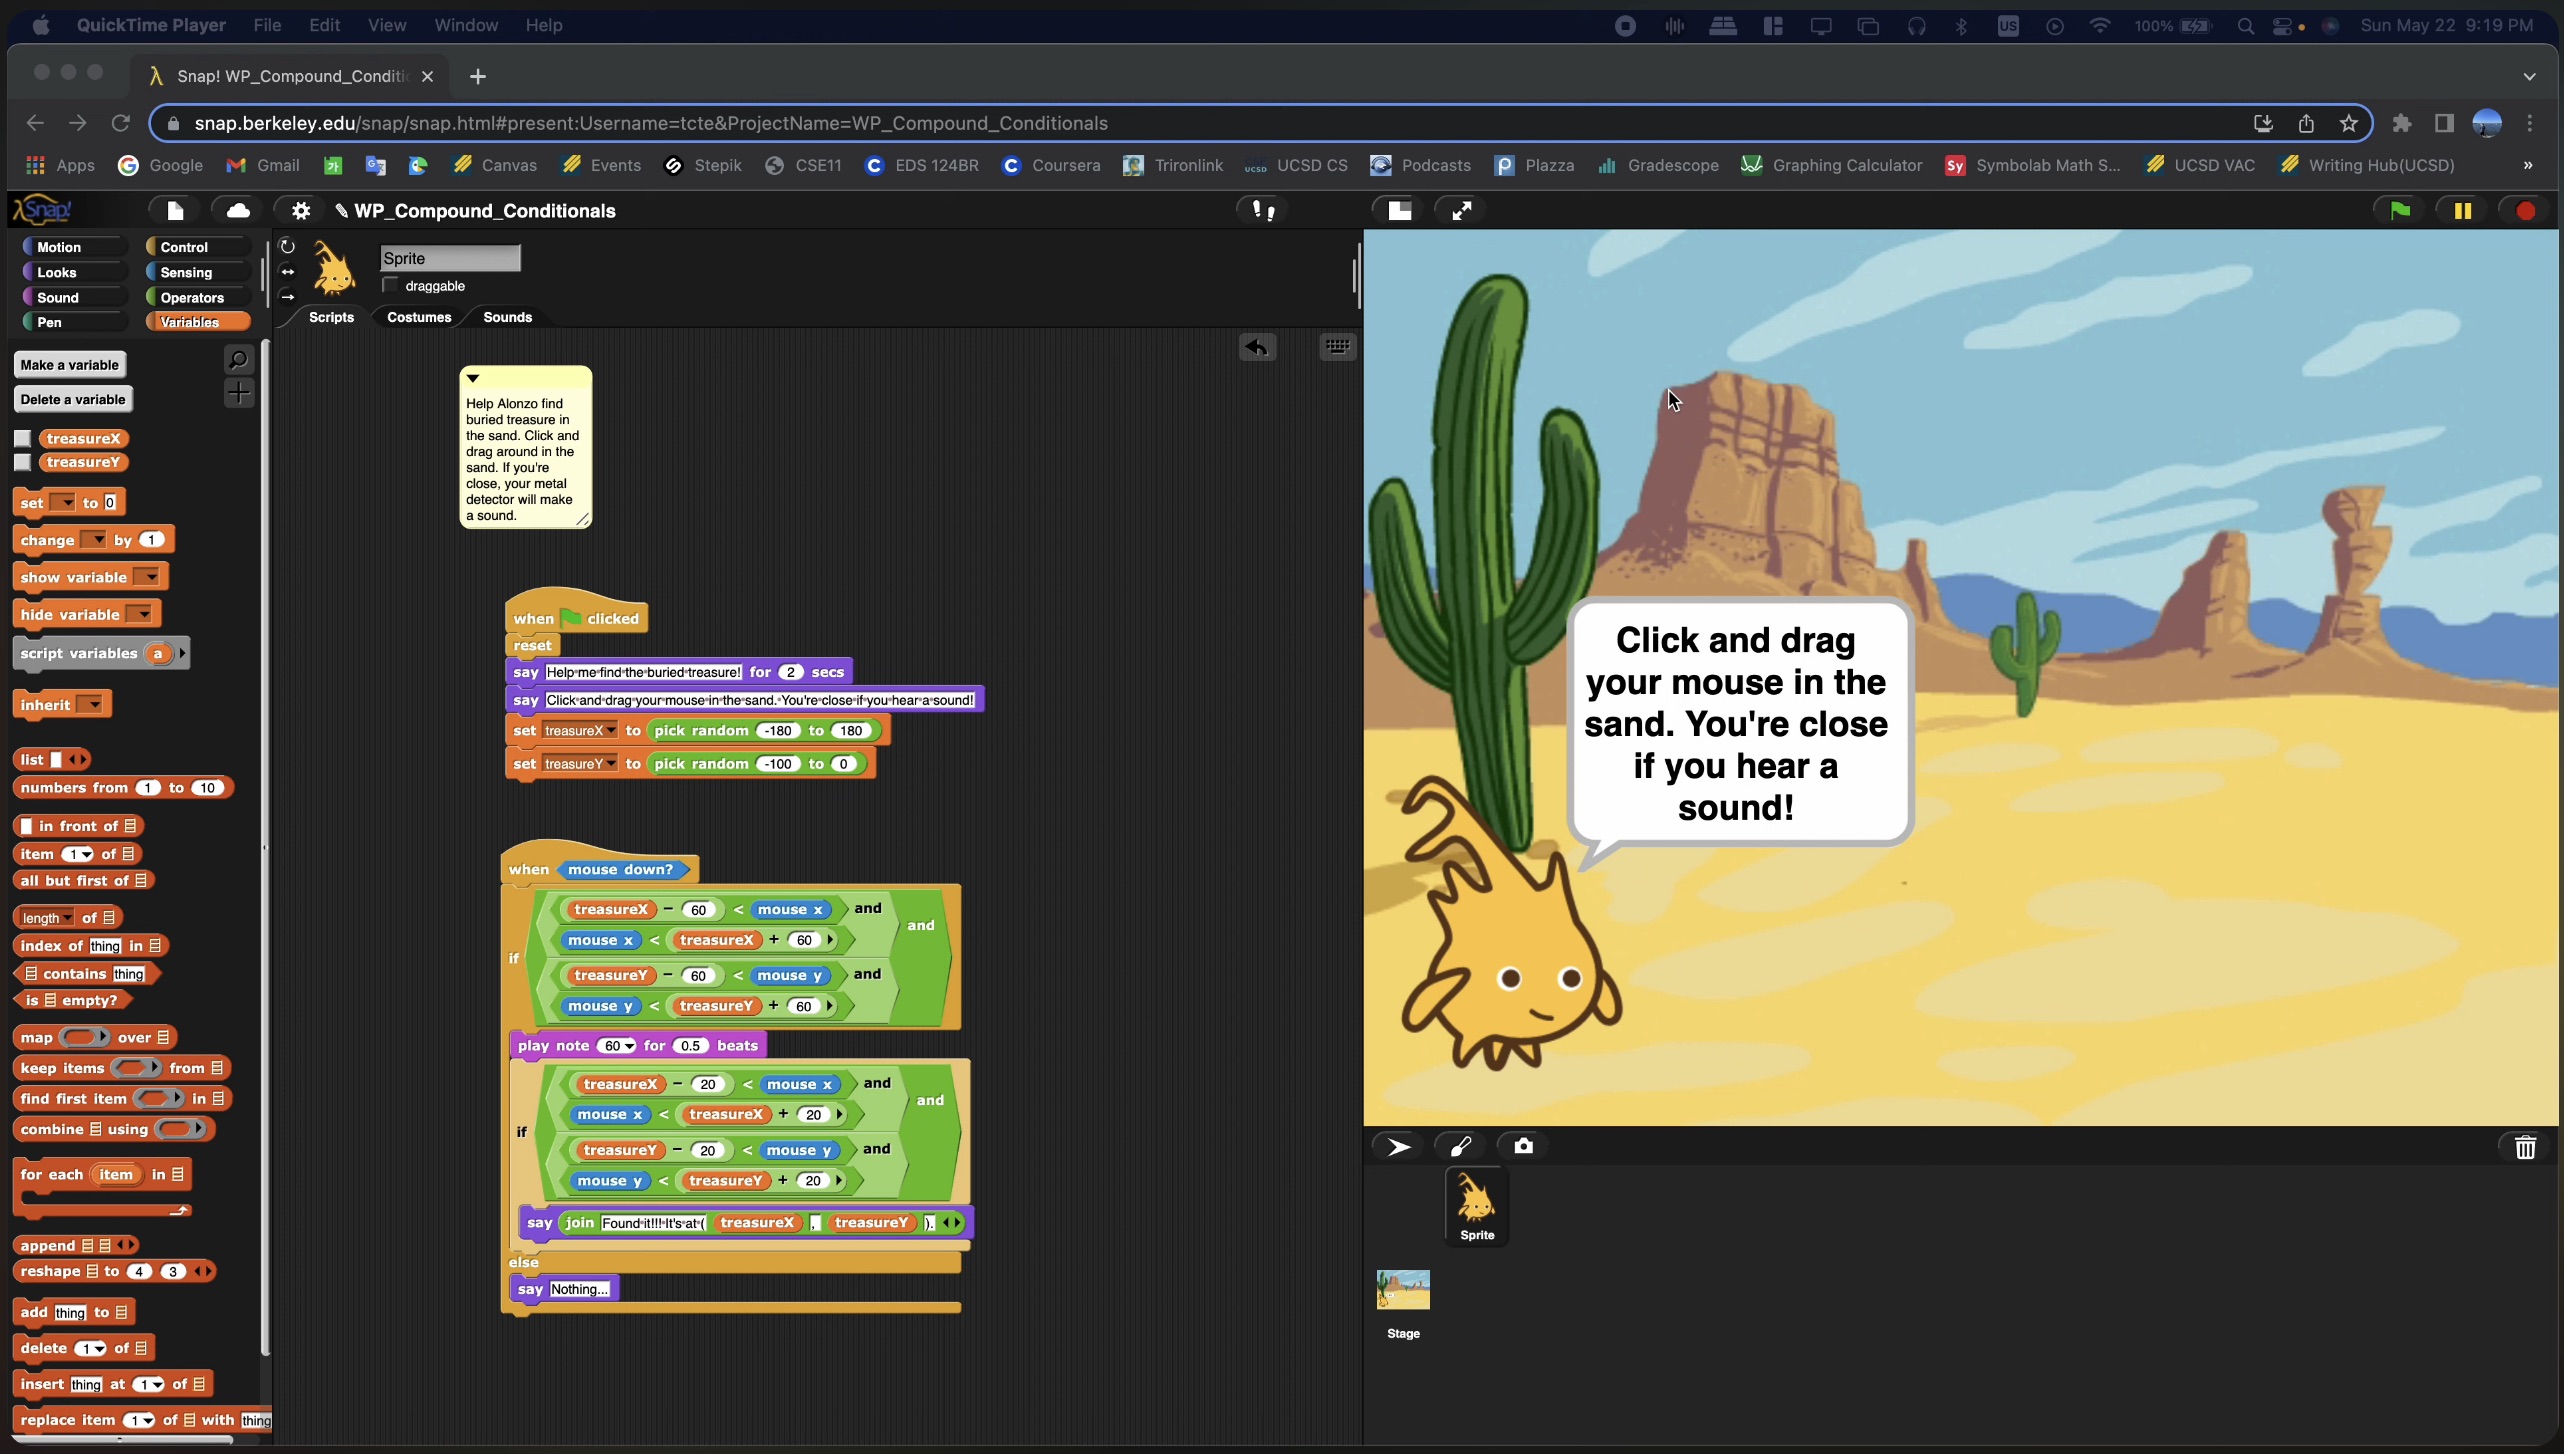 QuickTime Player File Edit View Window Help
US 100% Sun May 22 9:19 PM
Snap! WP_Compound_Conditi
snap.berkeley.edu/snap/snap.html#present:Username=tcte&ProjectName=WP_Compound_Conditionals
Apps Google Gmail Canvas Events Stepik CSE11 EDS 124BR Coursera Trironlink UCSD CS Podcasts Plazza Gradescope Graphing Calculator Sy Symbolab Math S... UCSD VAC Writing Hub(UCSD) »
Snap! WP_Compound_Conditionals
Motion Control
Looks Sensing
Sound Operators
Pen Variables
Sprite
draggable
Scripts Costumes Sounds
Make a variable
Delete a variable
treasureX
treasureY
set to 0
change by 1
show variable
hide variable
script variables a
inherit
list
numbers from 1 to 10
in front of
item 1 of
all but first of
length of
index of thing in
contains thing
is empty?
map over
keep items from
find first item in
combine using
for each item in
append
reshape to 4 3
add thing to
delete 1 of
insert thing at 1 of
replace item 1 of with thing
Help Alonzo find
buried treasure in
the sand. Click and
drag around in the
sand. If you're
close, your metal
detector will make
a sound.
when clicked
reset
say Help me find the buried treasure! for 2 secs
say Click and drag your mouse in the sand. You're close if you hear a sound!
set treasureX to pick random -180 to 180
set treasureY to pick random -100 to 0
when mouse down?
treasureX - 60 < mouse x and
and
mouse x < treasureX + 60
if
treasureY - 60 < mouse y and
mouse y < treasureY + 60
play note 60 for 0.5 beats
treasureX - 20 < mouse x and
and
mouse x < treasureX + 20
if
treasureY - 20 < mouse y and
mouse y < treasureY + 20
say join Found it!!! It's at ( treasureX , treasureY ).
else
say Nothing...
Click and drag
your mouse in the
sand. You're close
if you hear a
sound!
Sprite
Stage